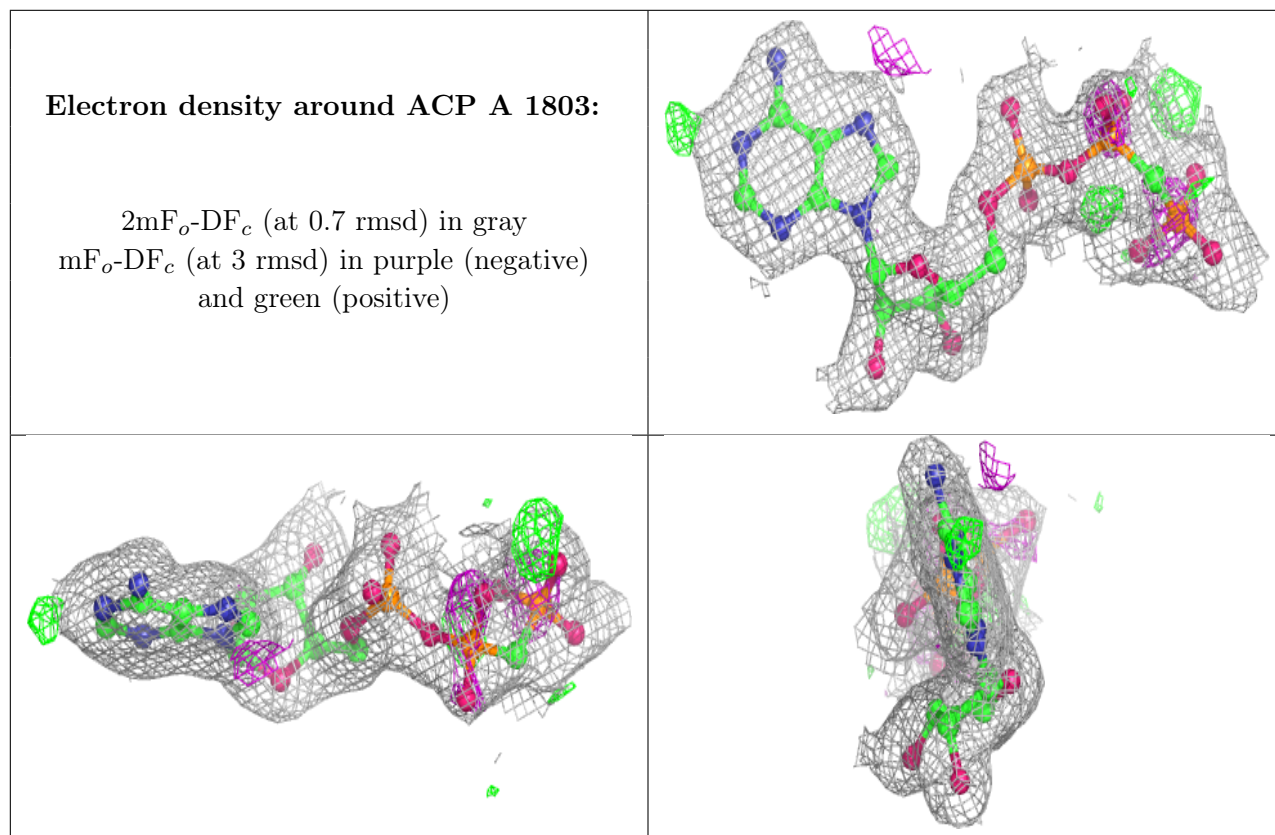 Electron density around ACP A 1803:
2mFo-DFc (at 0.7 rmsd) in gray
mFo-DFc (at 3 rmsd) in purple (negative)
and green (positive)